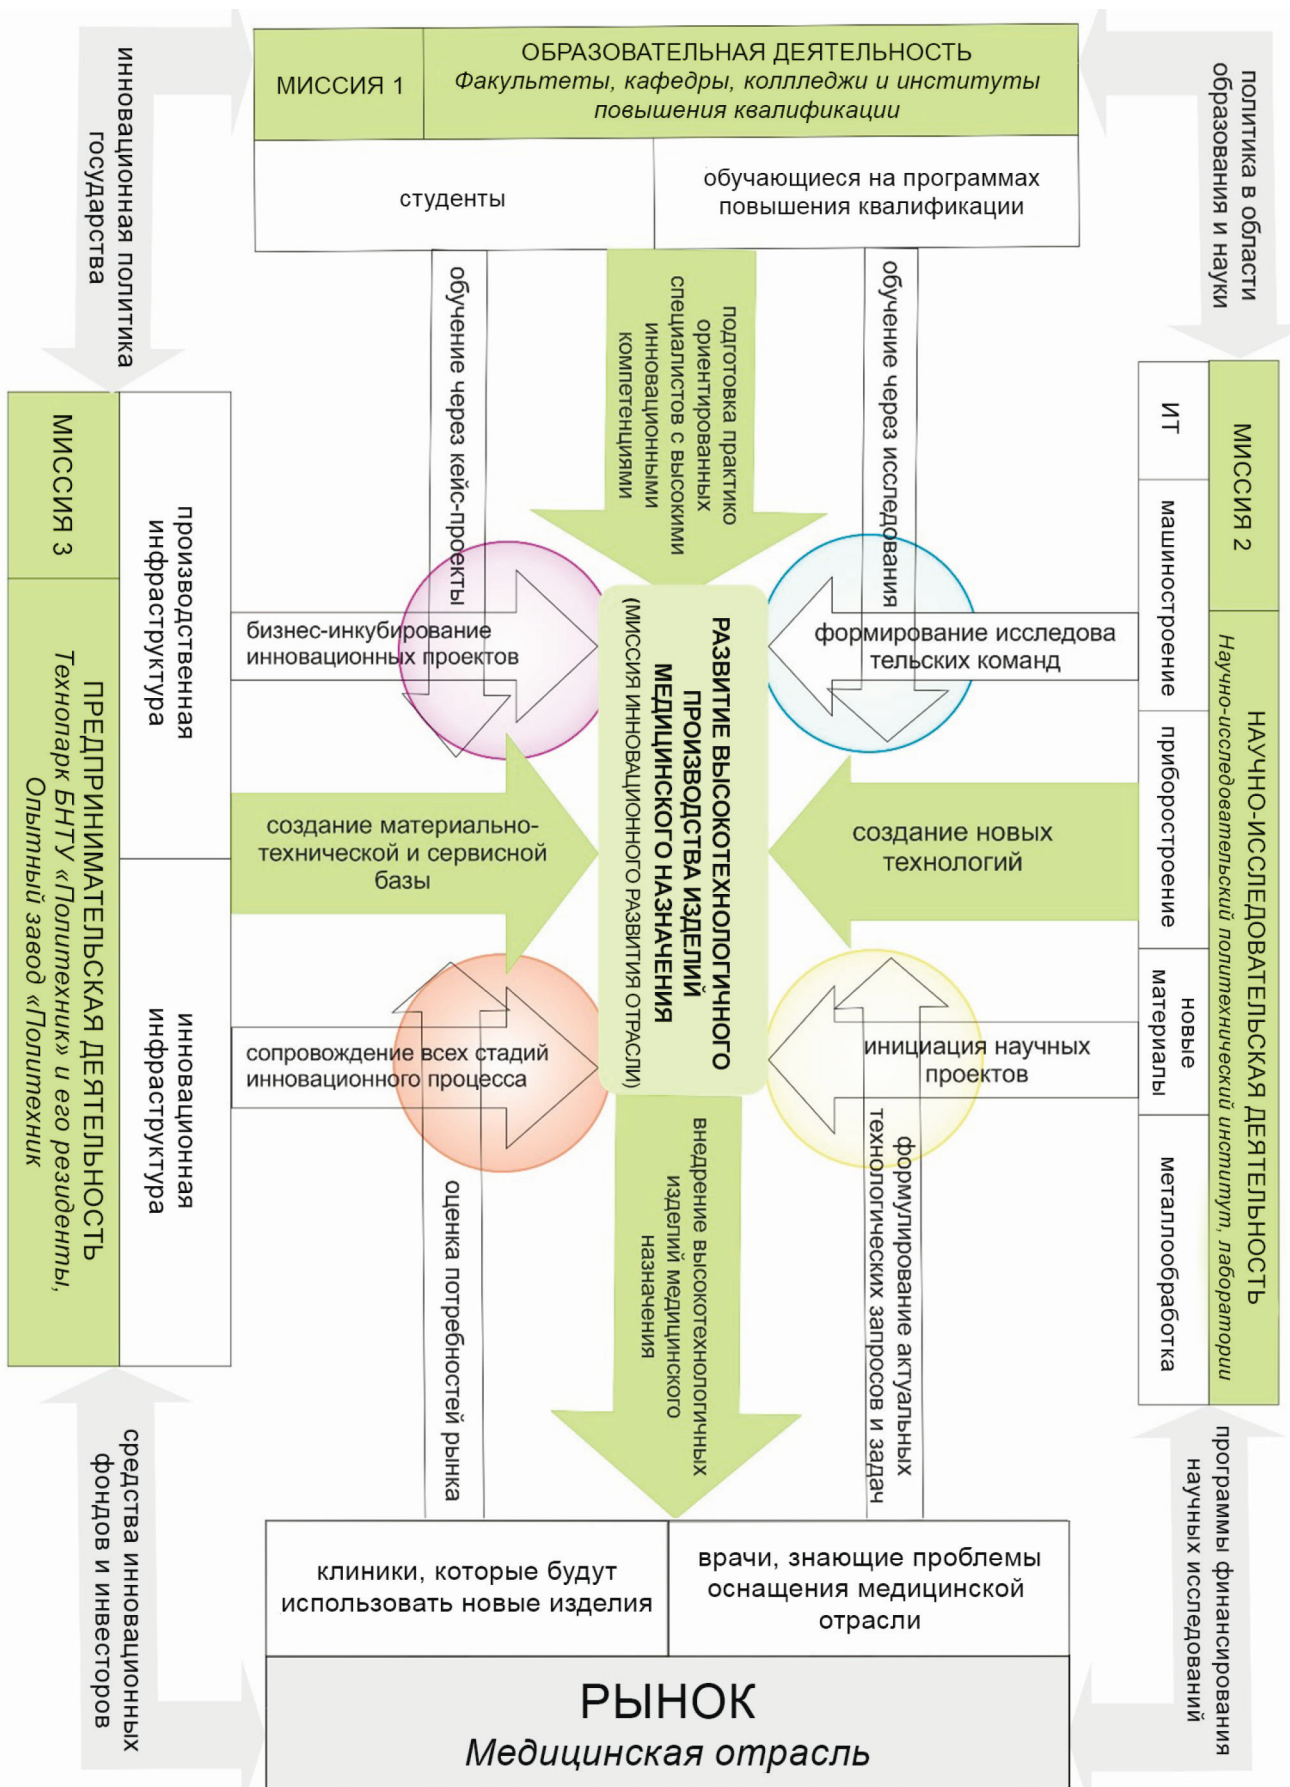 МИССИЯ 1
ОБРАЗОВАТЕЛЬНАЯ ДЕЯТЕЛЬНОСТЬ
Факультеты, кафедры, коллледжи и институты
повышения квалификации
студенты
обучающиеся на программах
повышения квалификации
инновационная политика
государства
политика в области
образования и науки
обучение через кейс-проекты
подготовка практико
ориентированных
специалистов с высокими
инновационными
компетенциями
обучение через исследования
МИССИЯ 3
ПРЕДПРИНИМАТЕЛЬСКАЯ ДЕЯТЕЛЬНОСТЬ
Технопарк БНТУ «Политехник» и его резиденты,
Опытный завод «Политехник
производственная
инфраструктура
инновационная
инфраструктура
бизнес-инкубирование
инновационных проектов
создание материально-
технической и сервисной
базы
сопровождение всех стадий
инновационного процесса
РАЗВИТИЕ ВЫСОКОТЕХНОЛОГИЧНОГО
ПРОИЗВОДСТВА ИЗДЕЛИЙ
МЕДИЦИНСКОГО НАЗНАЧЕНИЯ
(МИССИЯ ИННОВАЦИОННОГО РАЗВИТИЯ ОТРАСЛИ)
формирование исследова
тельских команд
создание новых
технологий
инициация научных
проектов
ИТ
машиностроение
приборостроение
новые
материалы
металлообработка
МИССИЯ 2
НАУЧНО-ИССЛЕДОВАТЕЛЬСКАЯ ДЕЯТЕЛЬНОСТЬ
Научно-исследовательский политехнический институт, лаборатории
оценка потребностей рынка
внедрение высокотехнологичных
изделий медицинского
назначения
формулирование актуальных
технологических запросов и задач
средства инновационных
фондов и инвесторов
программы финансирования
научных исследований
клиники, которые будут
использовать новые изделия
врачи, знающие проблемы
оснащения медицинской
отрасли
РЫНОК
Медицинская отрасль